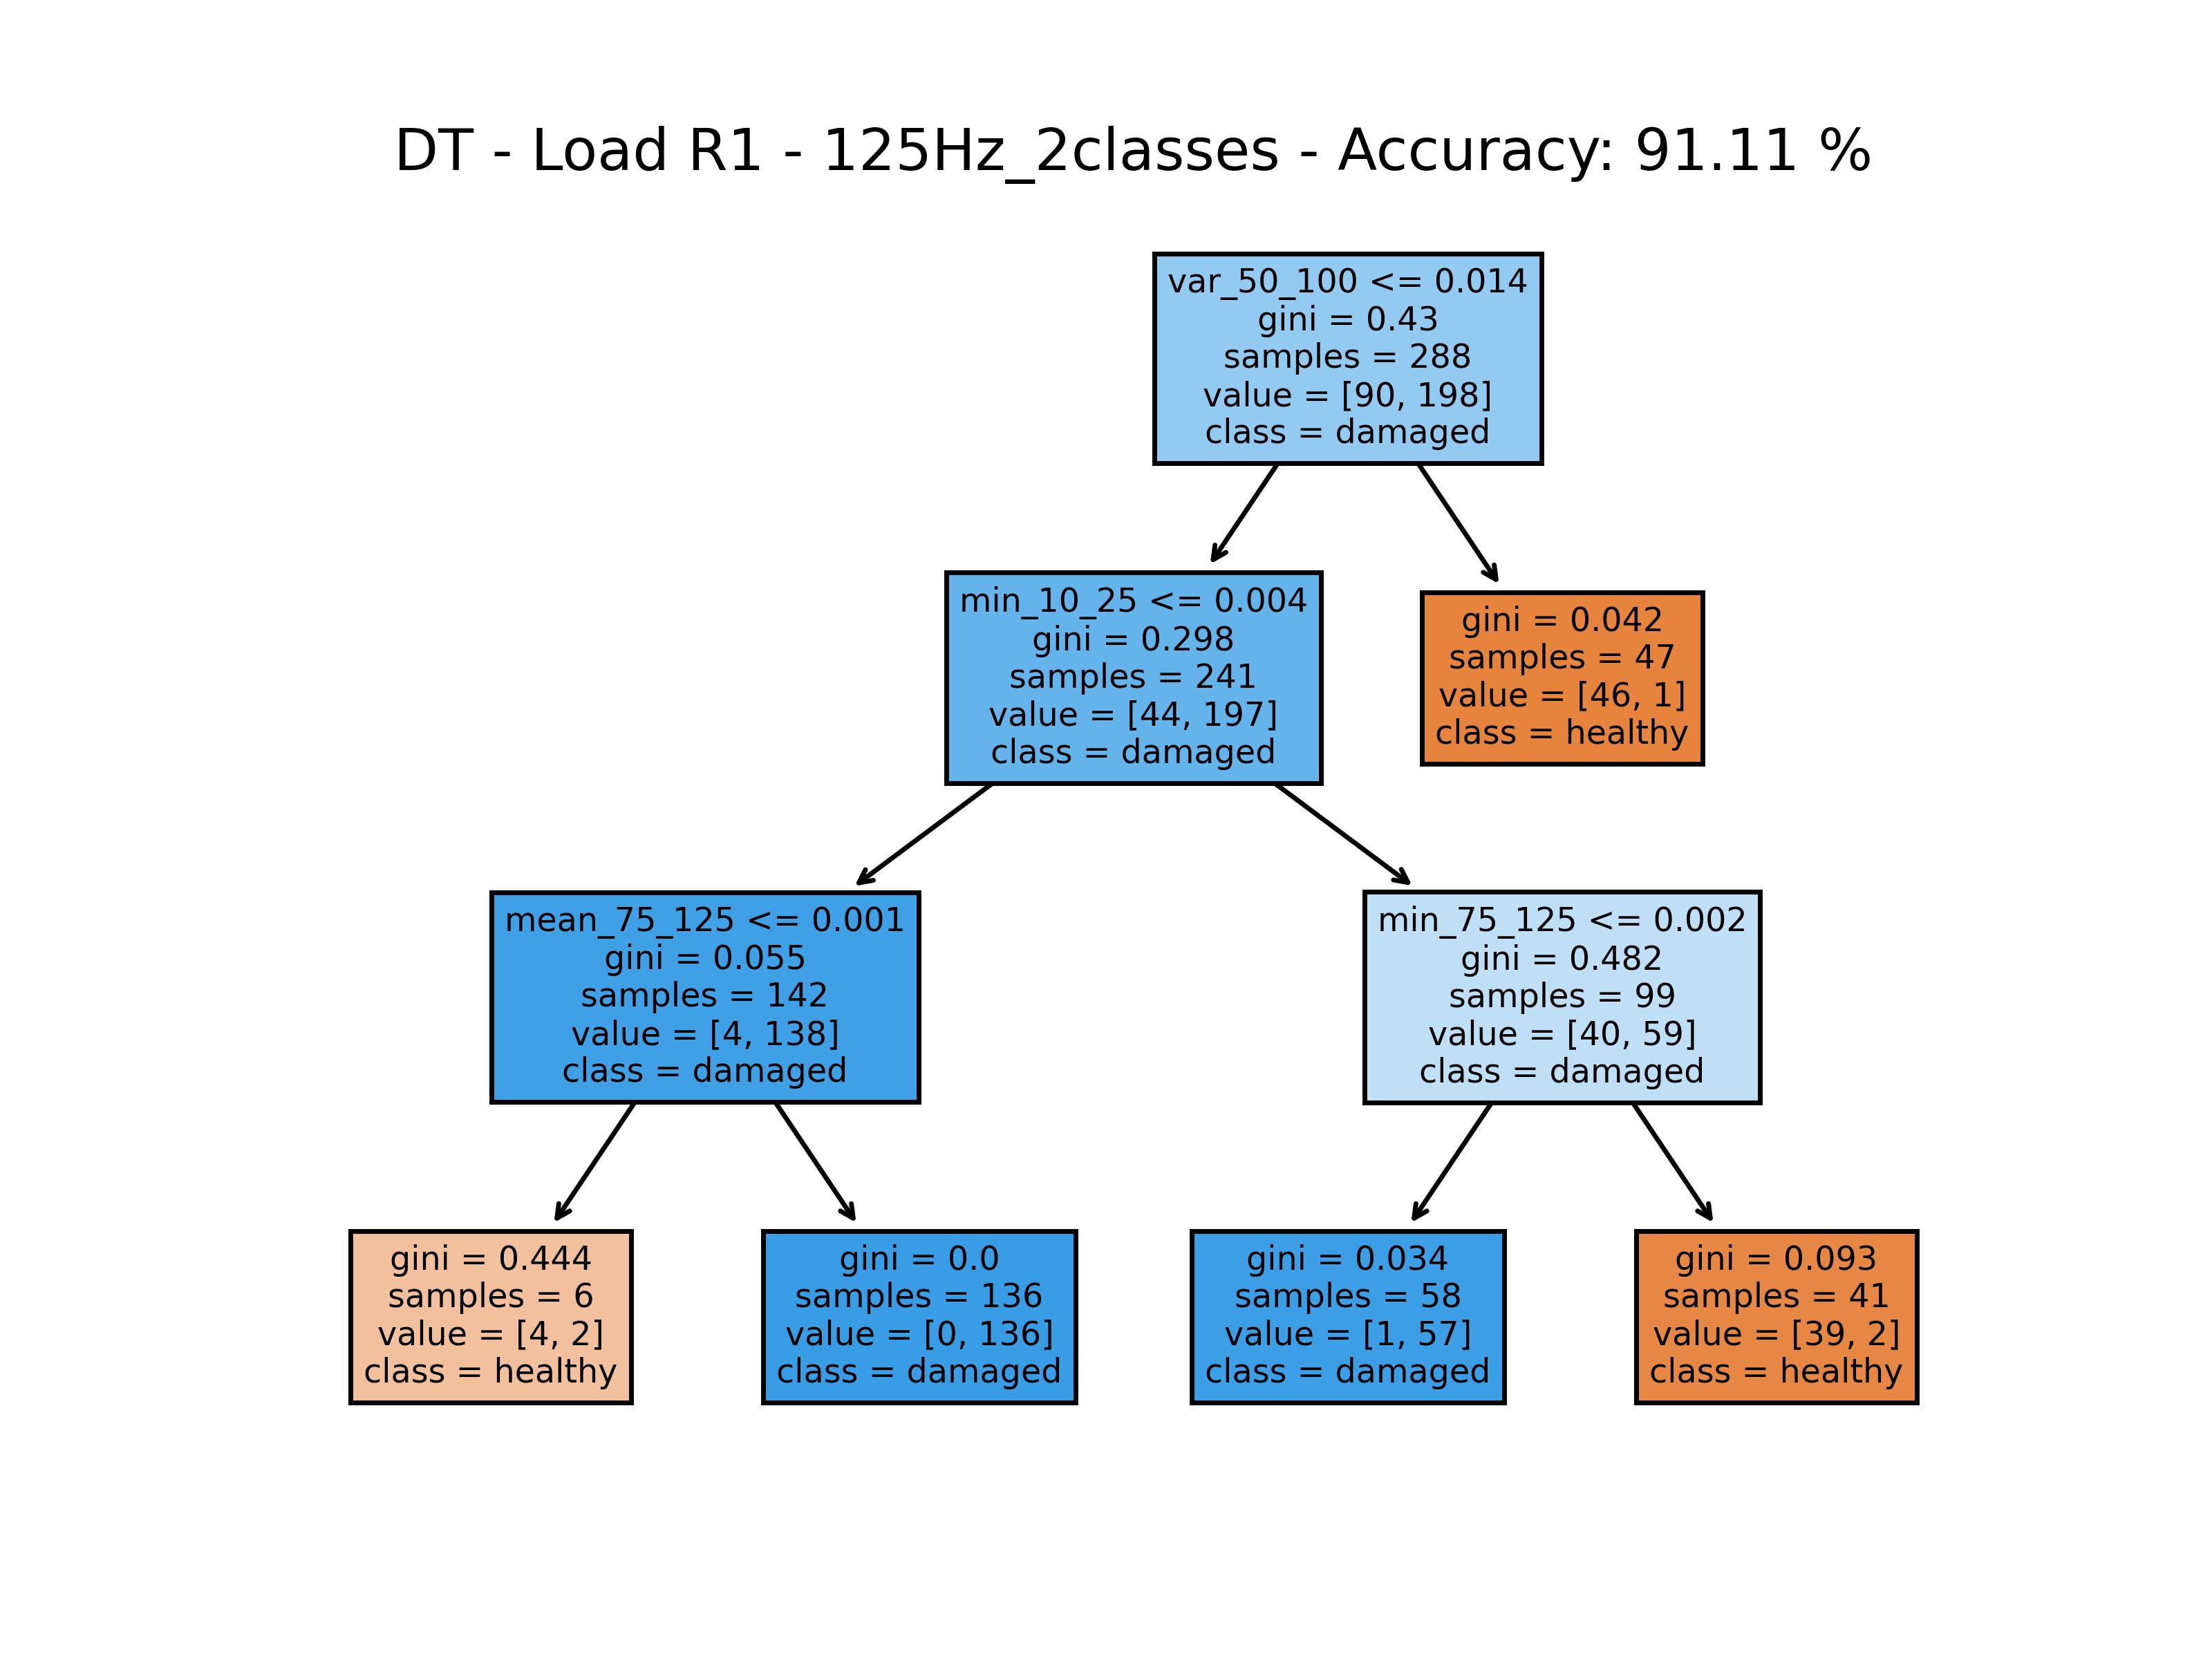 DT - Load R1 - 125Hz_2classes - Accuracy: 91.11 %
var_50_100 <= 0.014
gini = 0.43
samples = 288
value = [90, 198]
class = damaged
min_10_25 <= 0.004
gini = 0.298
samples = 241
value = [44, 197]
class = damaged
gini = 0.042
samples = 47
value = [46, 1]
class = healthy
mean_75_125 <= 0.001
gini = 0.055
samples = 142
value = [4, 138]
class = damaged
min_75_125 <= 0.002
gini = 0.482
samples = 99
value = [40, 59]
class = damaged
gini = 0.444
samples = 6
value = [4, 2]
class = healthy
gini = 0.0
samples = 136
value = [0, 136]
class = damaged
gini = 0.034
samples = 58
value = [1, 57]
class = damaged
gini = 0.093
samples = 41
value = [39, 2]
class = healthy